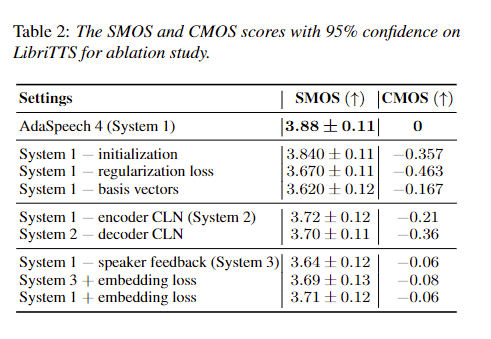 Table 2: The SMOS and CMOS scores with 95% confidence on
LibriTTS for ablation study.
Settings SMOS (↑) CMOS (↑)
AdaSpeech 4 (System 1) 3.88 ± 0.11 0
System 1 – initialization 3.840 ± 0.11 −0.357
System 1 – regularization loss 3.670 ± 0.11 −0.463
System 1 – basis vectors 3.620 ± 0.12 −0.167
System 1 – encoder CLN (System 2) 3.72 ± 0.12 −0.21
System 2 – decoder CLN 3.70 ± 0.11 −0.36
System 1 – speaker feedback (System 3) 3.64 ± 0.12 −0.06
System 3 + embedding loss 3.69 ± 0.13 −0.08
System 1 + embedding loss 3.71 ± 0.12 −0.06